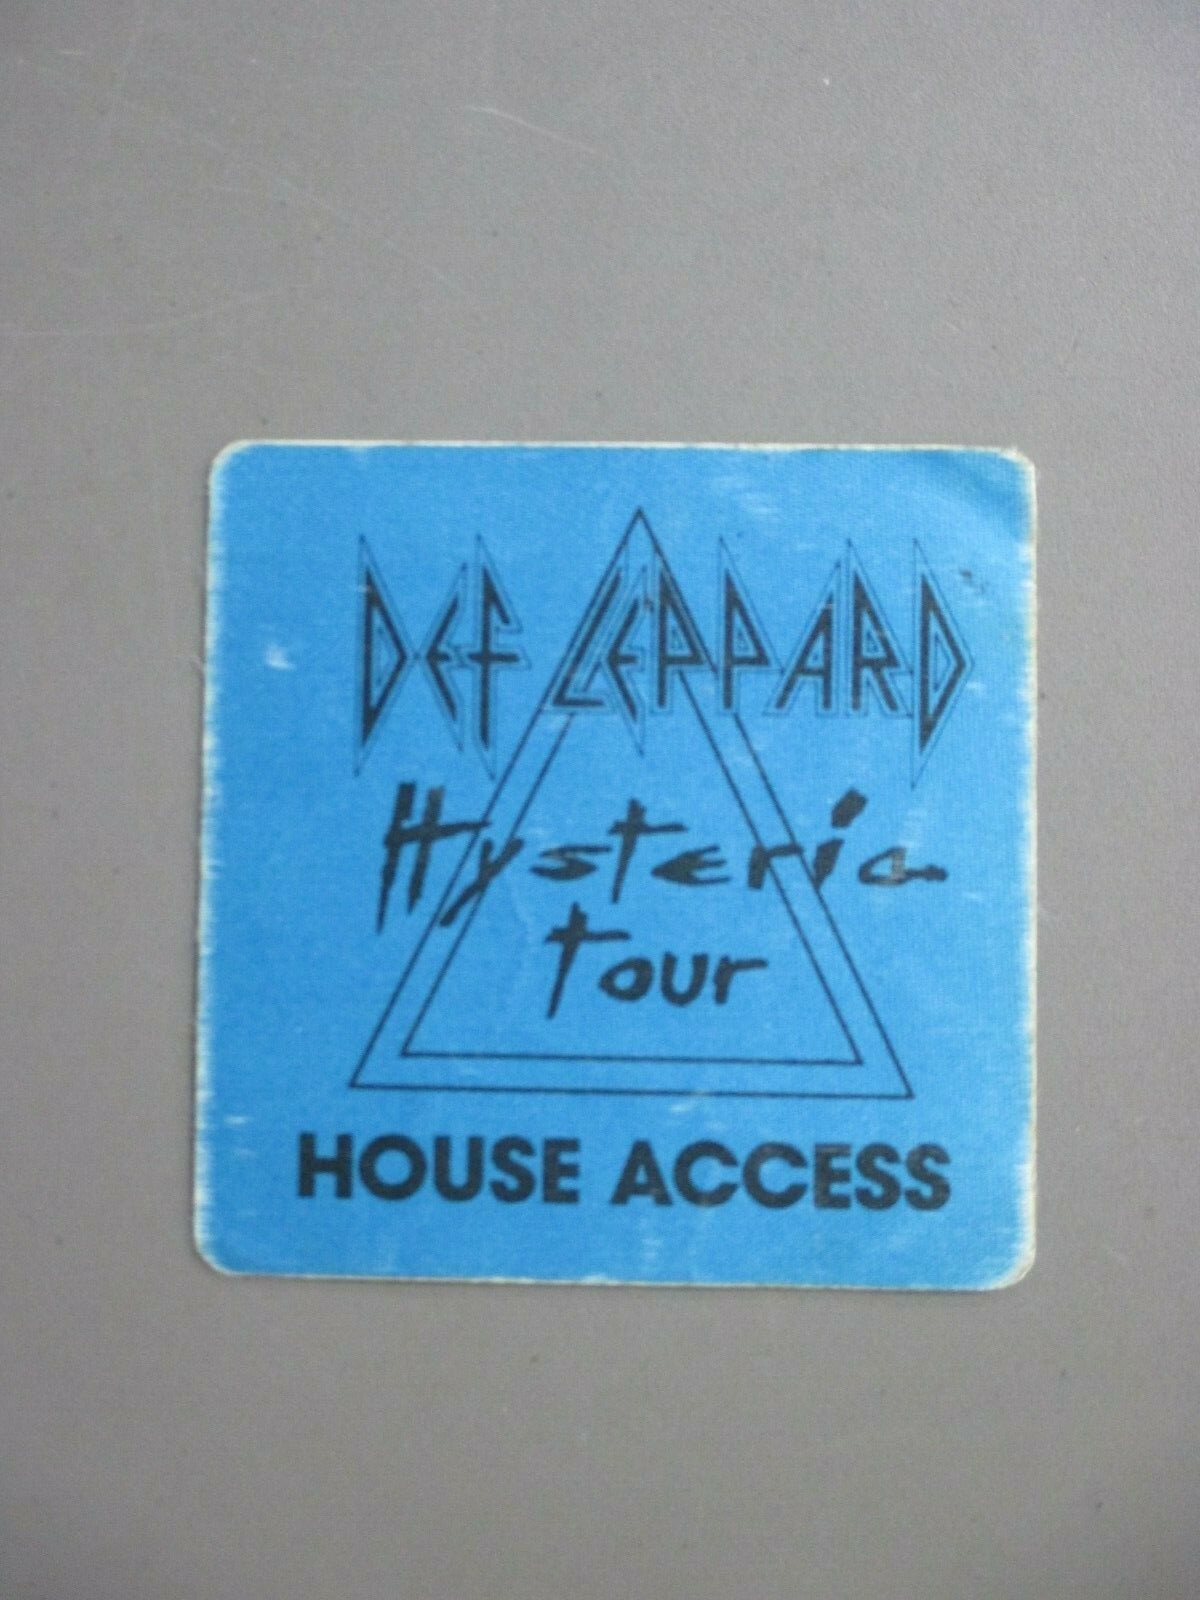 DEF LEPPARD
Hysteria
Tour
HOUSE ACCESS